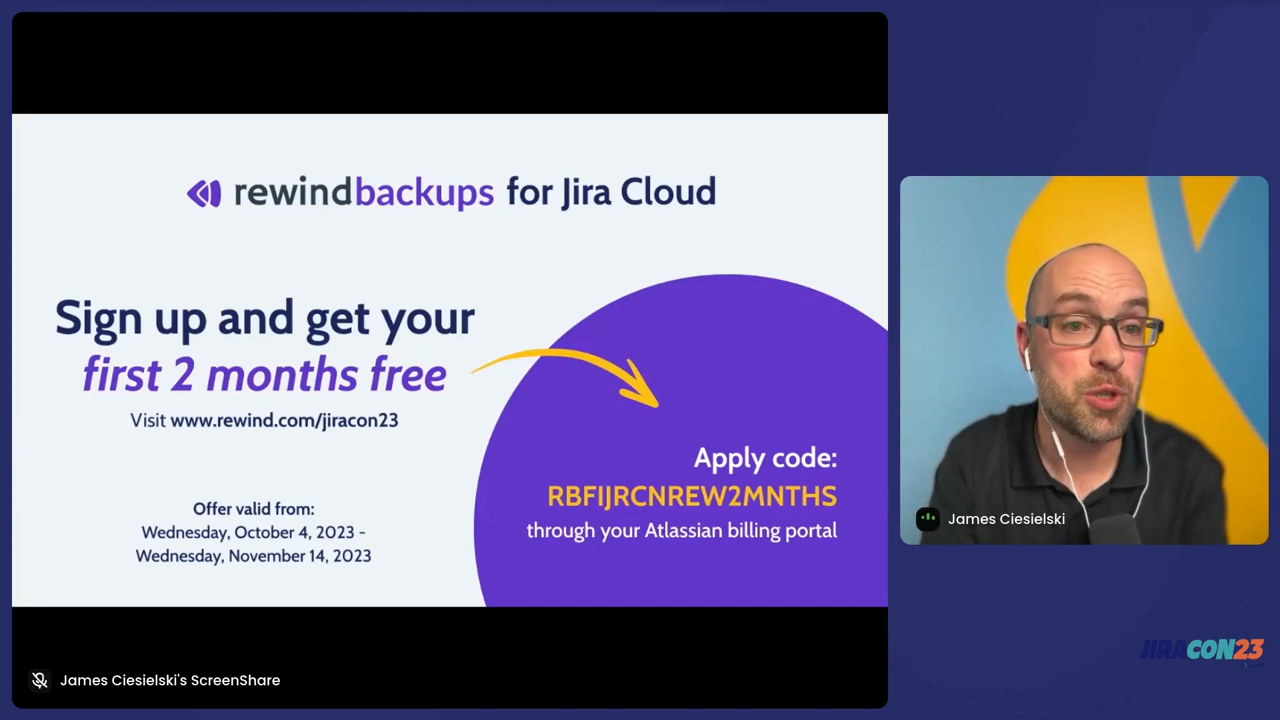 rewindbackups for Jira Cloud
Sign up and get your
first 2 months free
Visit www.rewind.com/jiracon23
Offer valid from:
Wednesday, October 4, 2023 -
Wednesday, November 14, 2023
Apply code:
RBFIJRCNREW2MNTHS
through your Atlassian billing portal
James Ciesielski's ScreenShare
James Ciesielski
JIRACON23